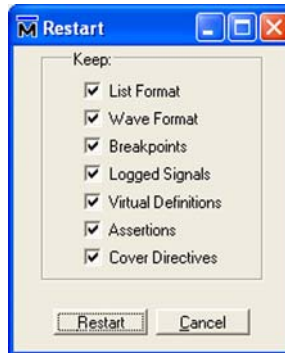 Restart
Keep:
List Format
Wave Format
Breakpoints
Logged Signals
Virtual Definitions
Assertions
Cover Directives
Restart Cancel